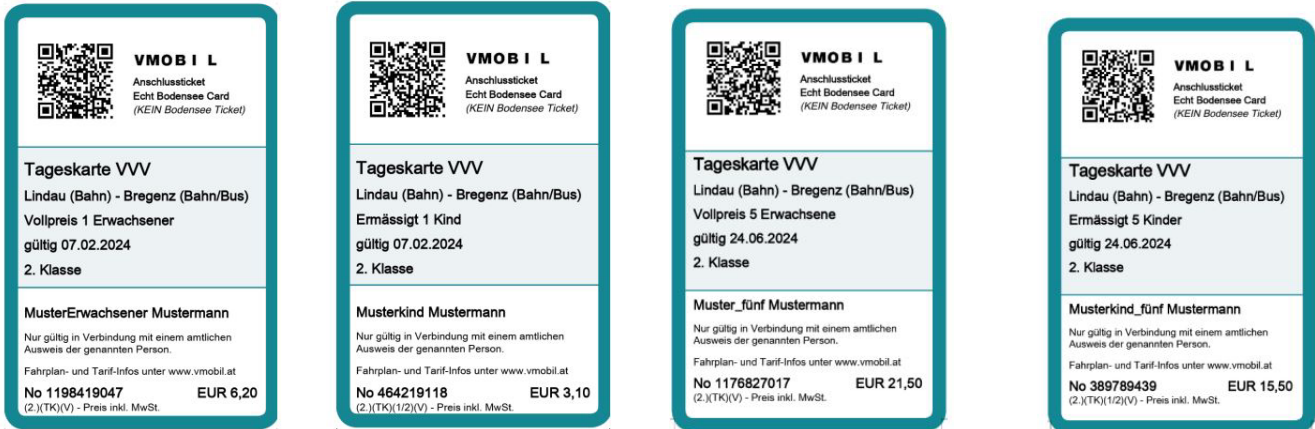 VMOBIL
Anschlussticket
Echt Bodensee Card
(KEIN Bodensee Ticket)
Tageskarte VVV
Lindau (Bahn) - Bregenz (Bahn/Bus)
Vollpreis 1 Erwachsener
gültig 07.02.2024
2. Klasse
MusterErwachsener Mustermann
Nur gültig in Verbindung mit einem amtlichen
Ausweis der genannten Person.
Fahrplan- und Tarif-Infos unter www.vmobil.at
No 1198419047 EUR 6,20
(2.)(TK)(V) - Preis inkl. MwSt.
VMOBIL
Anschlussticket
Echt Bodensee Card
(KEIN Bodensee Ticket)
Tageskarte VVV
Lindau (Bahn) - Bregenz (Bahn/Bus)
Ermässigt 1 Kind
gültig 07.02.2024
2. Klasse
Musterkind Mustermann
Nur gültig in Verbindung mit einem amtlichen
Ausweis der genannten Person.
Fahrplan- und Tarif-Infos unter www.vmobil.at
No 464219118 EUR 3,10
(2.)(TK)(1/2)(V) - Preis inkl. MwSt.
VMOBIL
Anschlussticket
Echt Bodensee Card
(KEIN Bodensee Ticket)
Tageskarte VVV
Lindau (Bahn) - Bregenz (Bahn/Bus)
Vollpreis 5 Erwachsene
gültig 24.06.2024
2. Klasse
Muster_fünf Mustermann
Nur gültig in Verbindung mit einem amtlichen
Ausweis der genannten Person.
Fahrplan- und Tarif-Infos unter www.vmobil.at
No 1176827017 EUR 21,50
(2.)(TK)(V) - Preis inkl. MwSt.
VMOBIL
Anschlussticket
Echt Bodensee Card
(KEIN Bodensee Ticket)
Tageskarte VVV
Lindau (Bahn) - Bregenz (Bahn/Bus)
Ermässigt 5 Kinder
gültig 24.06.2024
2. Klasse
Musterkind_fünf Mustermann
Nur gültig in Verbindung mit einem amtlichen
Ausweis der genannten Person.
Fahrplan- und Tarif-Infos unter www.vmobil.at
No 389789439 EUR 15,50
(2.)(TK)(1/2)(V) - Preis inkl. MwSt.